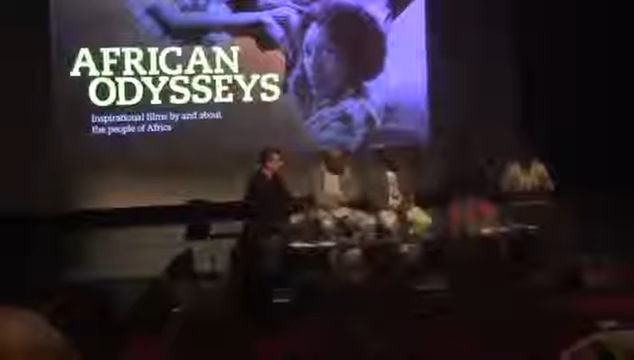 AFRICAN
ODYSSEYS
Inspirational films by and about
the people of Africa